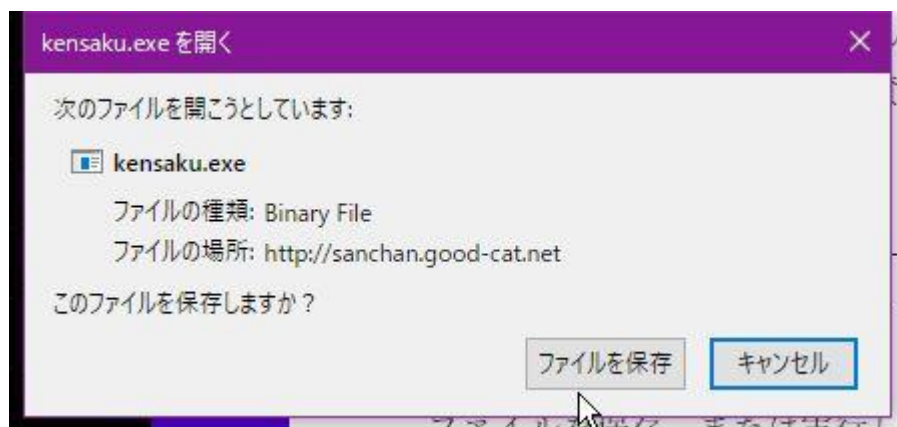 kensaku.exe を開く
次のファイルを開こうとしています:
kensaku.exe
ファイルの種類: Binary File
ファイルの場所: http://sanchan.good-cat.net
このファイルを保存しますか？
ファイルを保存
キャンセル